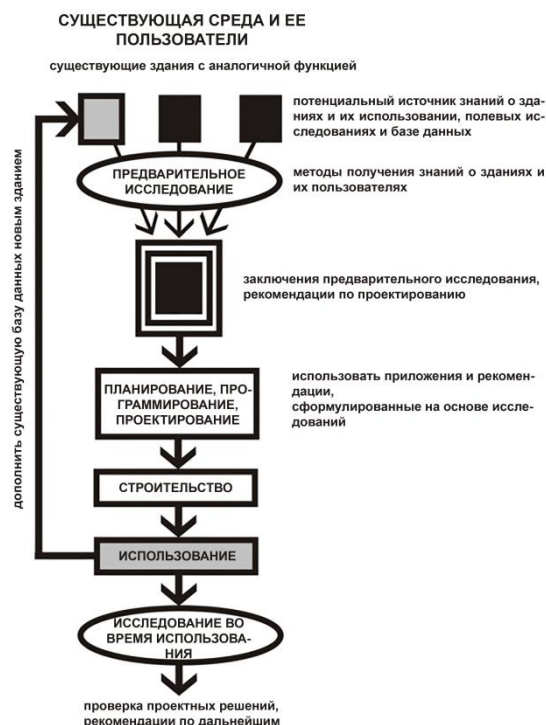 СУЩЕСТВУЮЩАЯ СРЕДА И ЕЕ
ПОЛЬЗОВАТЕЛИ
существующие здания с аналогичной функцией
потенциальный источник знаний о зда-
ниях и их использовании, полевых ис-
следованиях и базе данных
ПРЕДВАРИТЕЛЬНОЕ
ИССЛЕДОВАНИЕ
методы получения знаний о зданиях и
их пользователях
заключения предварительного исследования,
рекомендации по проектированию
дополнить существующую базу данных новым зданием
ПЛАНИРОВАНИЕ, ПРО-
ГРАММИРОВАНИЕ,
ПРОЕКТИРОВАНИЕ
использовать приложения и рекомен-
дации,
сформулированные на основе иссле-
дований
СТРОИТЕЛЬСТВО
ИСПОЛЬЗОВАНИЕ
ИССЛЕДОВАНИЕ ВО
ВРЕМЯ ИСПОЛЬЗОВА-
НИЯ
проверка проектных решений,
рекомендации по дальнейшим